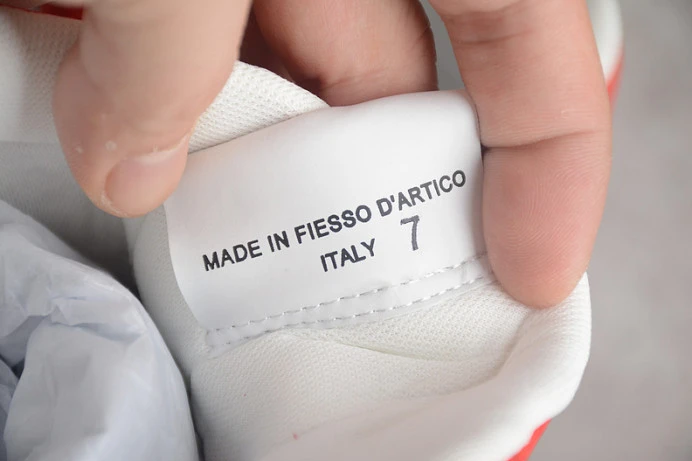 MADE IN FIESSO D'ARTICO
ITALY 7